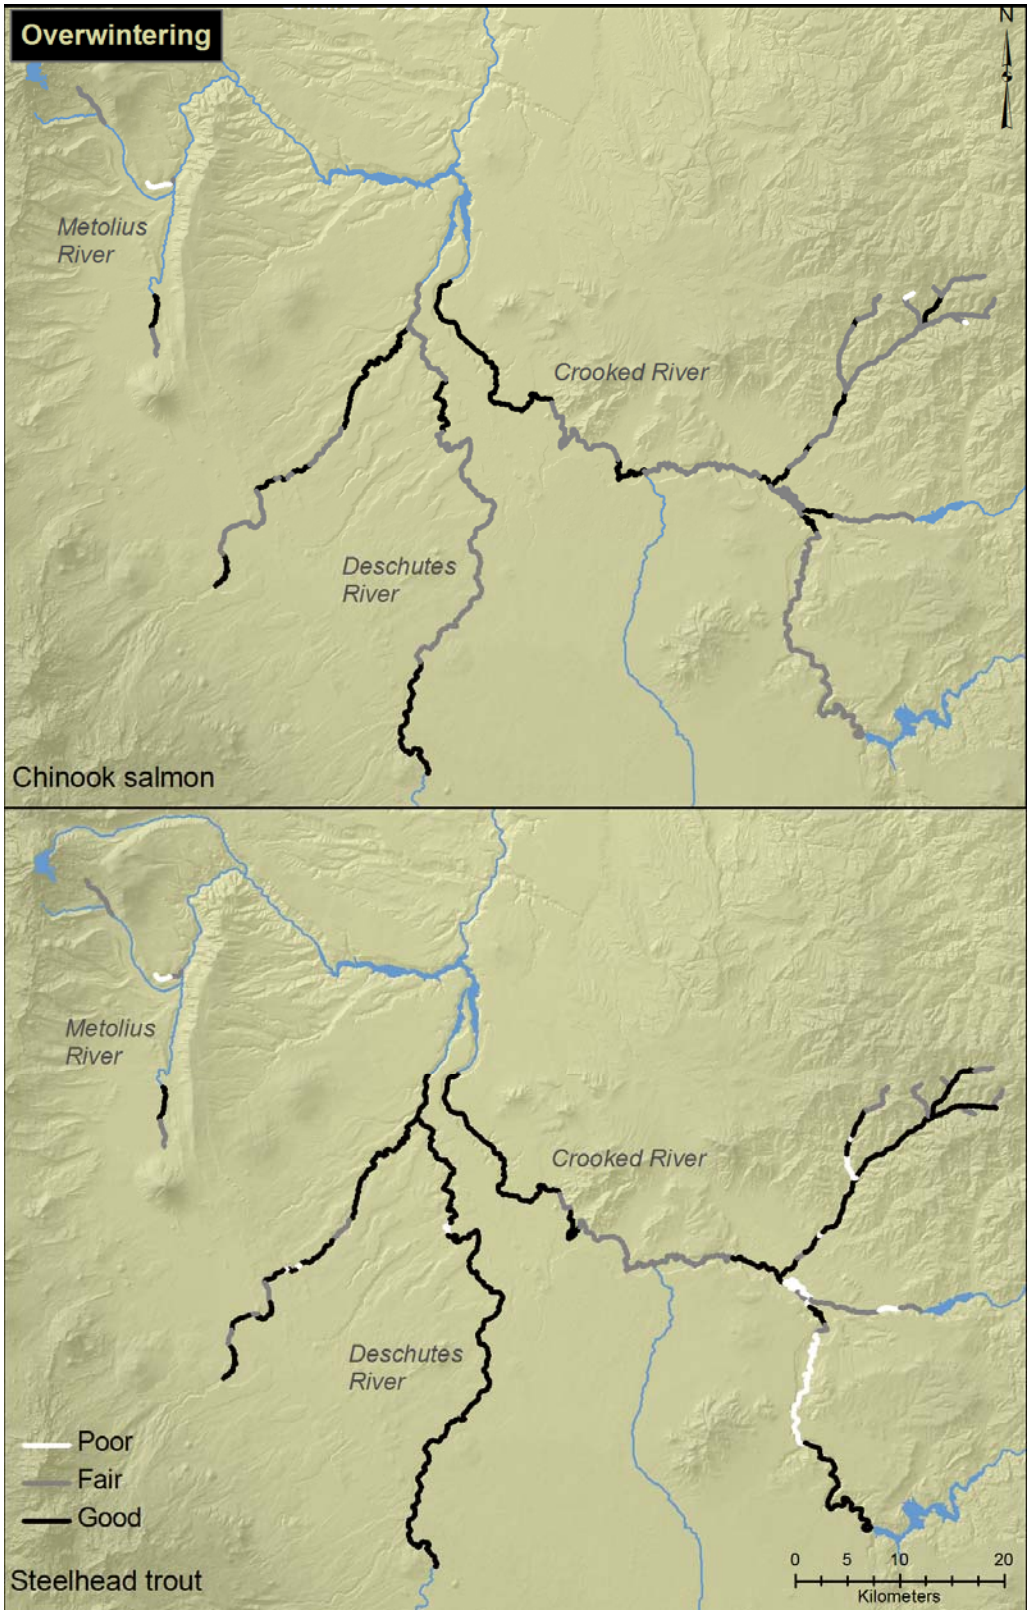 Overwintering
N
Metolius
River
Crooked River
Deschutes
River
Chinook salmon
Metolius
River
Crooked River
Deschutes
River
Poor
Fair
Good
0 5 10 20
Kilometers
Steelhead trout